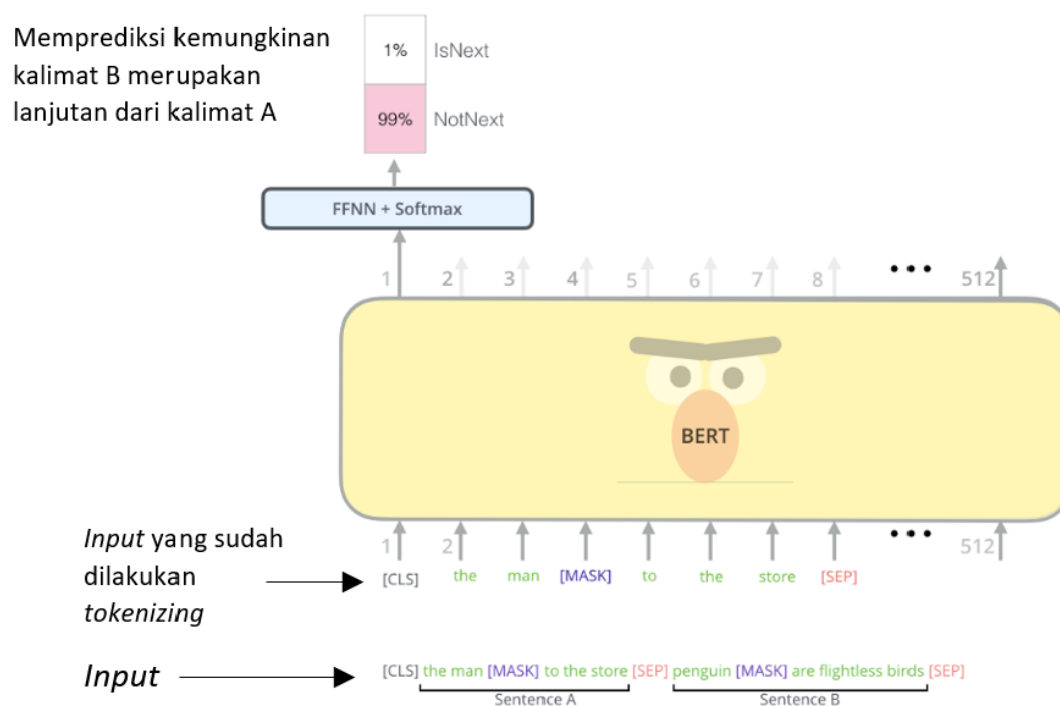 Memprediksi kemungkinan
kalimat B merupakan
lanjutan dari kalimat A
1% IsNext
99% NotNext
FFNN + Softmax
1 2 3 4 5 6 7 8 ••• 512
BERT
Input yang sudah
dilakukan
tokenizing
1 2 ••• 512
[CLS] the man [MASK] to the store [SEP]
Input
[CLS] the man [MASK] to the store [SEP] penguin [MASK] are flightless birds [SEP]
Sentence A Sentence B